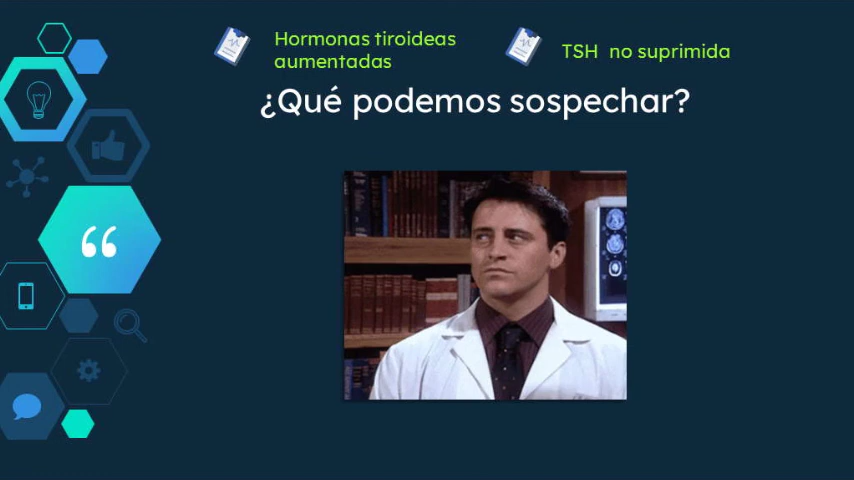 Hormonas tiroideas
aumentadas
TSH no suprimida
¿Qué podemos sospechar?